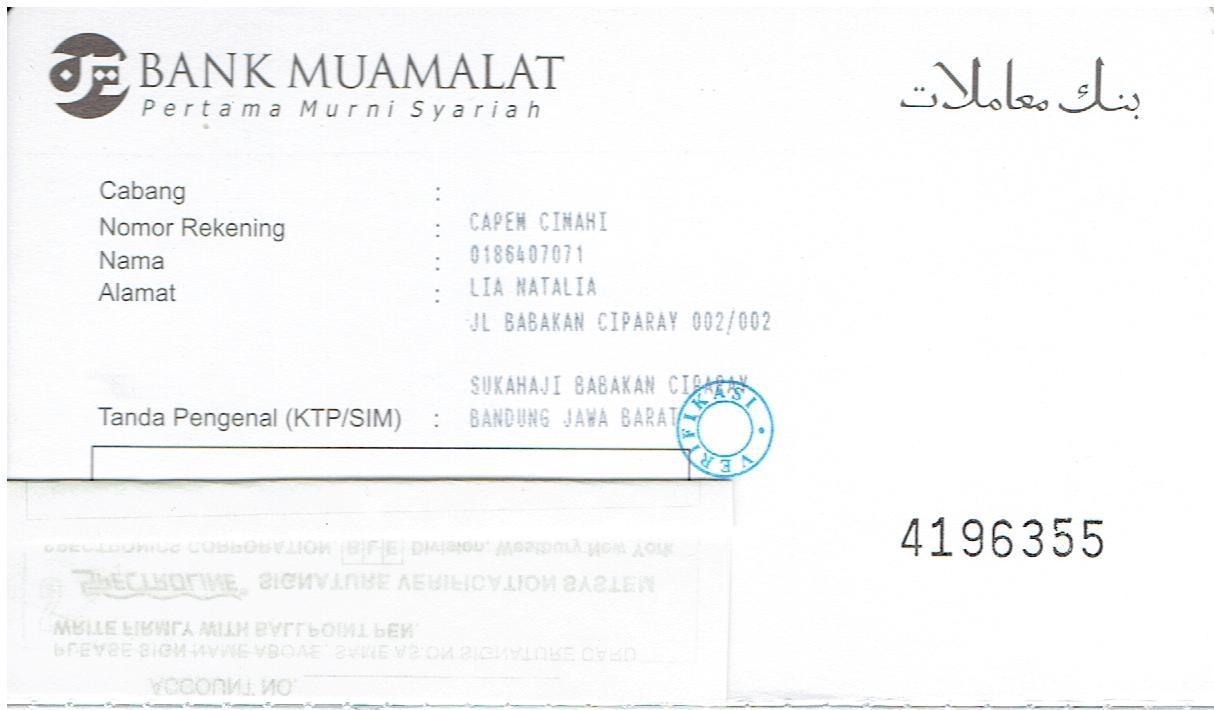 BANK MUAMALAT
Pertama Murni Syariah
بنك معاملات
Cabang :
Nomor Rekening : CAPEM CIMAHI
Nama : 0186407071
Alamat : LIA NATALIA
JL BABAKAN CIPARAY 002/002
SUKAHAJI BABAKAN CIPARAY
Tanda Pengenal (KTP/SIM) : BANDUNG JAWA BARAT
VERIFIKASI
4196355
SPECTRONICS CORPORATION BLE Division, Westbury New York
SPECTROLINE® SIGNATURE VERIFICATION SYSTEM
WRITE FIRMLY WITH BALLPOINT PEN.
PLEASE SIGN NAME ABOVE, SAME AS ON SIGNATURE CARD
ACCOUNT NO.